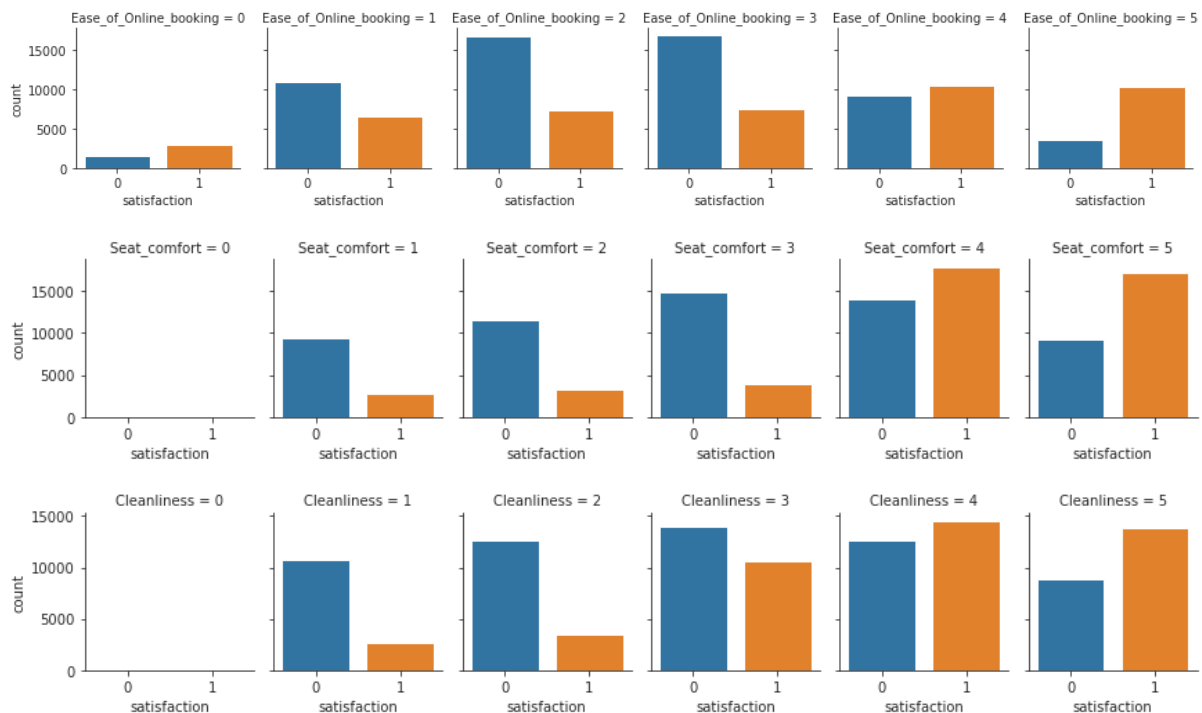 Ease_of_Online_booking = 0 Ease_of_Online_booking = 1 Ease_of_Online_booking = 2 Ease_of_Online_booking = 3 Ease_of_Online_booking = 4 Ease_of_Online_booking = 5
15000
10000
5000
0
count
0 1 0 1 0 1 0 1 0 1 0 1
satisfaction satisfaction satisfaction satisfaction satisfaction satisfaction
Seat_comfort = 0 Seat_comfort = 1 Seat_comfort = 2 Seat_comfort = 3 Seat_comfort = 4 Seat_comfort = 5
15000
10000
5000
0
count
0 1 0 1 0 1 0 1 0 1 0 1
satisfaction satisfaction satisfaction satisfaction satisfaction satisfaction
Cleanliness = 0 Cleanliness = 1 Cleanliness = 2 Cleanliness = 3 Cleanliness = 4 Cleanliness = 5
15000
10000
5000
0
count
0 1 0 1 0 1 0 1 0 1 0 1
satisfaction satisfaction satisfaction satisfaction satisfaction satisfaction